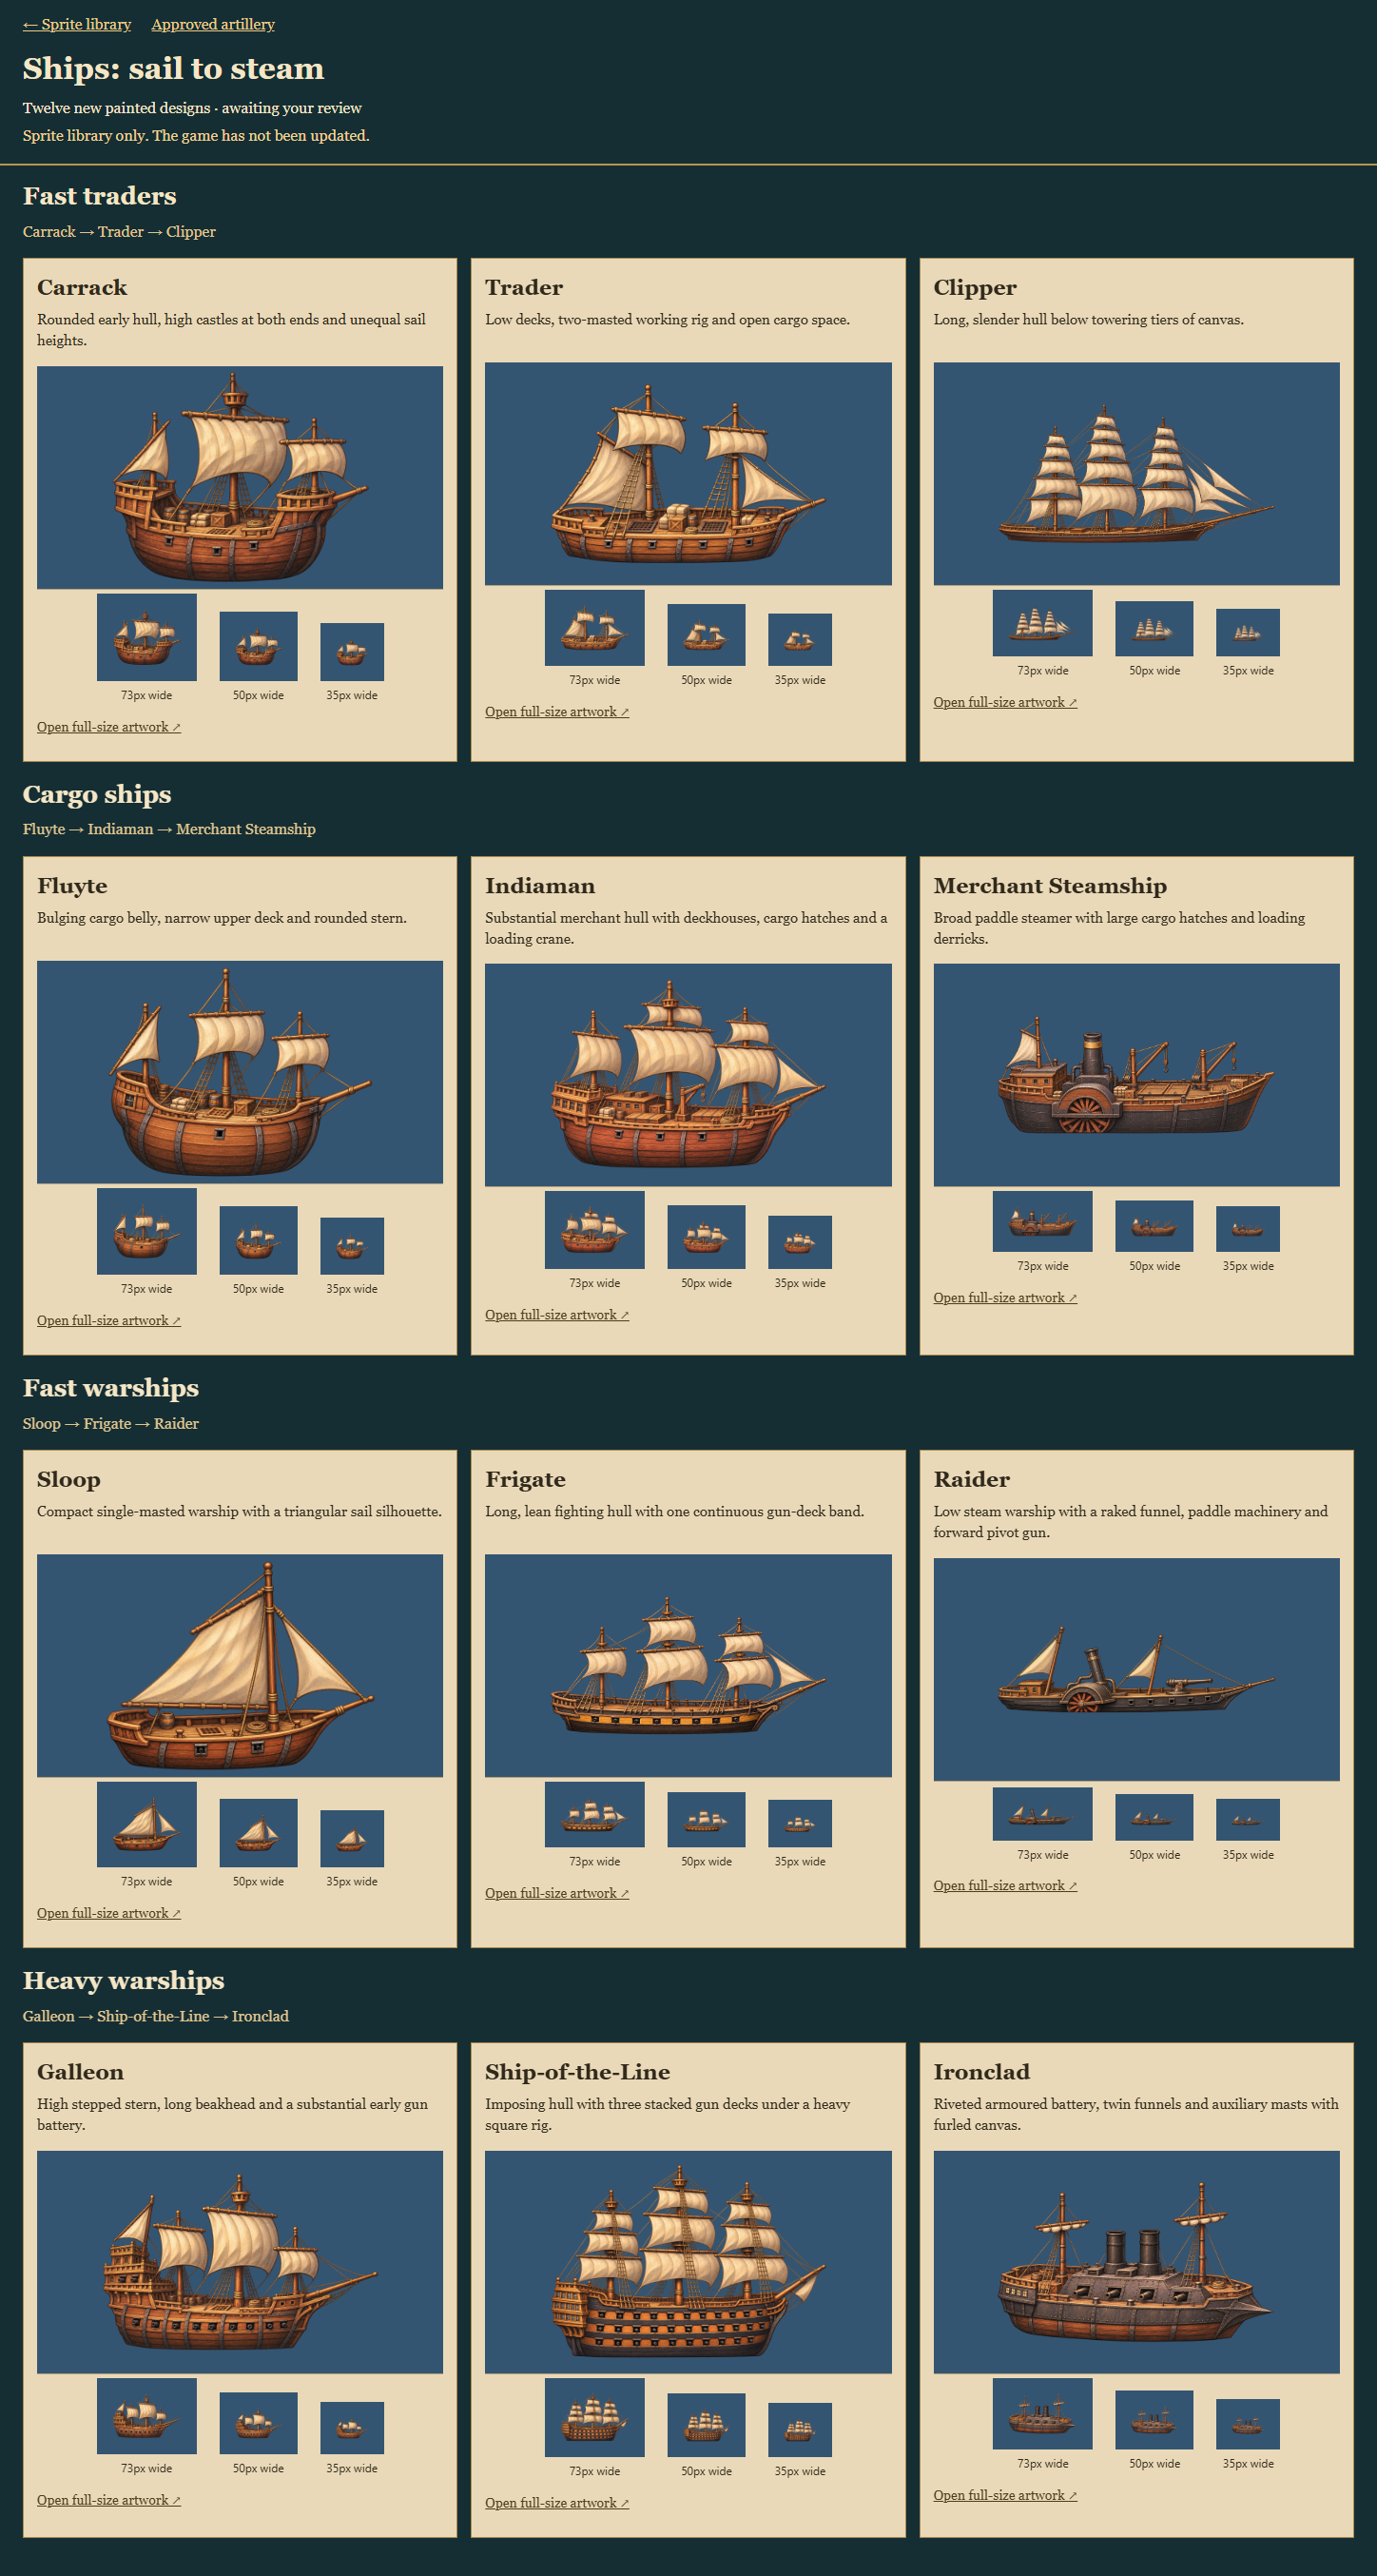 ← Sprite library Approved artillery
Ships: sail to steam
Twelve new painted designs · awaiting your review
Sprite library only. The game has not been updated.
Fast traders
Carrack → Trader → Clipper
Carrack
Rounded early hull, high castles at both ends and unequal sail
heights.
73px wide 50px wide 35px wide
Open full-size artwork ↗
Trader
Low decks, two-masted working rig and open cargo space.
73px wide 50px wide 35px wide
Open full-size artwork ↗
Clipper
Long, slender hull below towering tiers of canvas.
73px wide 50px wide 35px wide
Open full-size artwork ↗
Cargo ships
Fluyte → Indiaman → Merchant Steamship
Fluyte
Bulging cargo belly, narrow upper deck and rounded stern.
73px wide 50px wide 35px wide
Open full-size artwork ↗
Indiaman
Substantial merchant hull with deckhouses, cargo hatches and a
loading crane.
73px wide 50px wide 35px wide
Open full-size artwork ↗
Merchant Steamship
Broad paddle steamer with large cargo hatches and loading
derricks.
73px wide 50px wide 35px wide
Open full-size artwork ↗
Fast warships
Sloop → Frigate → Raider
Sloop
Compact single-masted warship with a triangular sail silhouette.
73px wide 50px wide 35px wide
Open full-size artwork ↗
Frigate
Long, lean fighting hull with one continuous gun-deck band.
73px wide 50px wide 35px wide
Open full-size artwork ↗
Raider
Low steam warship with a raked funnel, paddle machinery and
forward pivot gun.
73px wide 50px wide 35px wide
Open full-size artwork ↗
Heavy warships
Galleon → Ship-of-the-Line → Ironclad
Galleon
High stepped stern, long beakhead and a substantial early gun
battery.
73px wide 50px wide 35px wide
Open full-size artwork ↗
Ship-of-the-Line
Imposing hull with three stacked gun decks under a heavy
square rig.
73px wide 50px wide 35px wide
Open full-size artwork ↗
Ironclad
Riveted armoured battery, twin funnels and auxiliary masts with
furled canvas.
73px wide 50px wide 35px wide
Open full-size artwork ↗